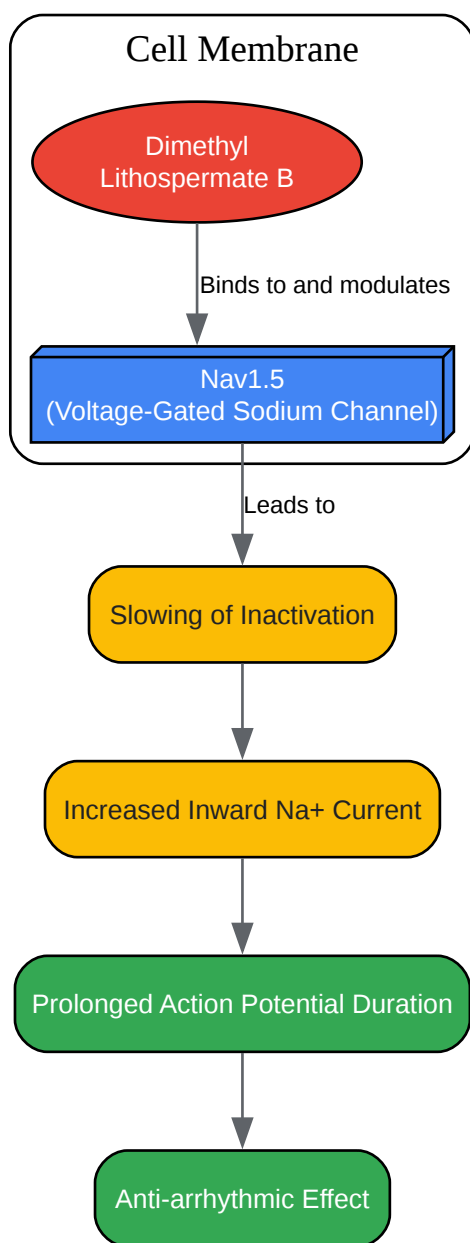 Cell Membrane
Dimethyl
Lithospermate B
Binds to and modulates
Nav1.5
(Voltage-Gated Sodium Channel)
Leads to
Slowing of Inactivation
Increased Inward Na+ Current
Prolonged Action Potential Duration
Anti-arrhythmic Effect